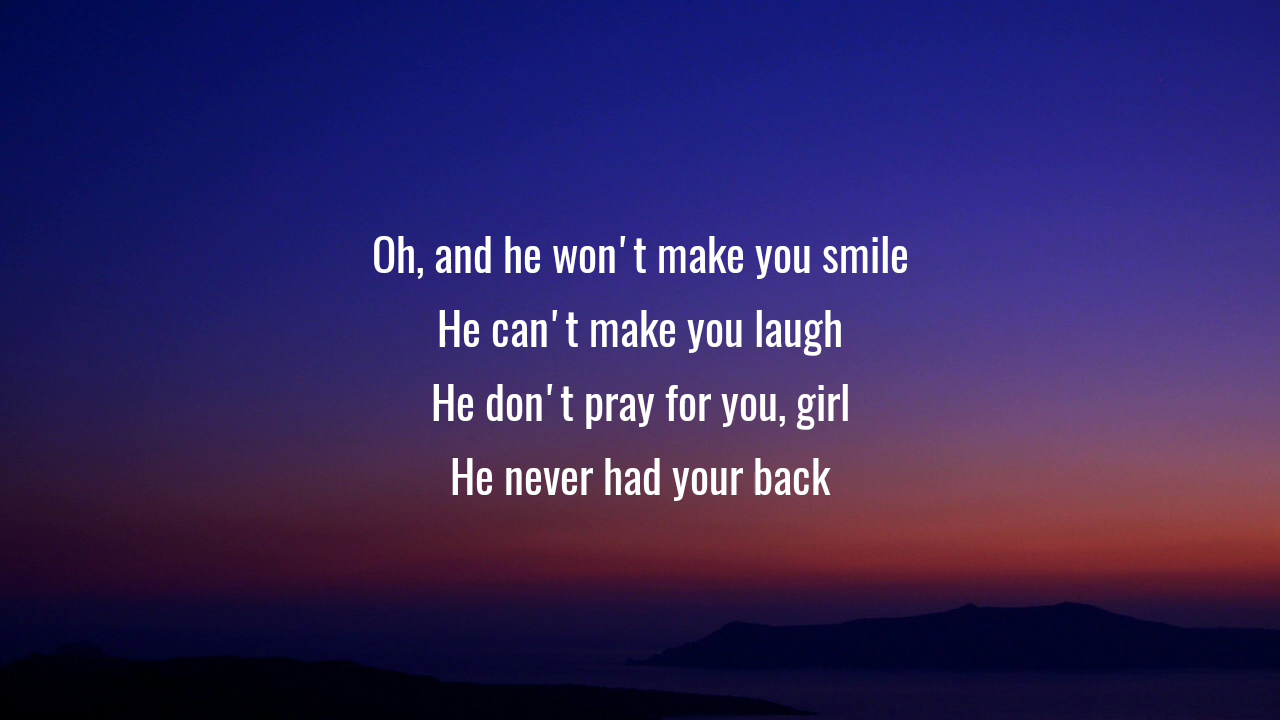 Oh, and he won't make you smile
He can't make you laugh
He don't pray for you, girl
He never had your back